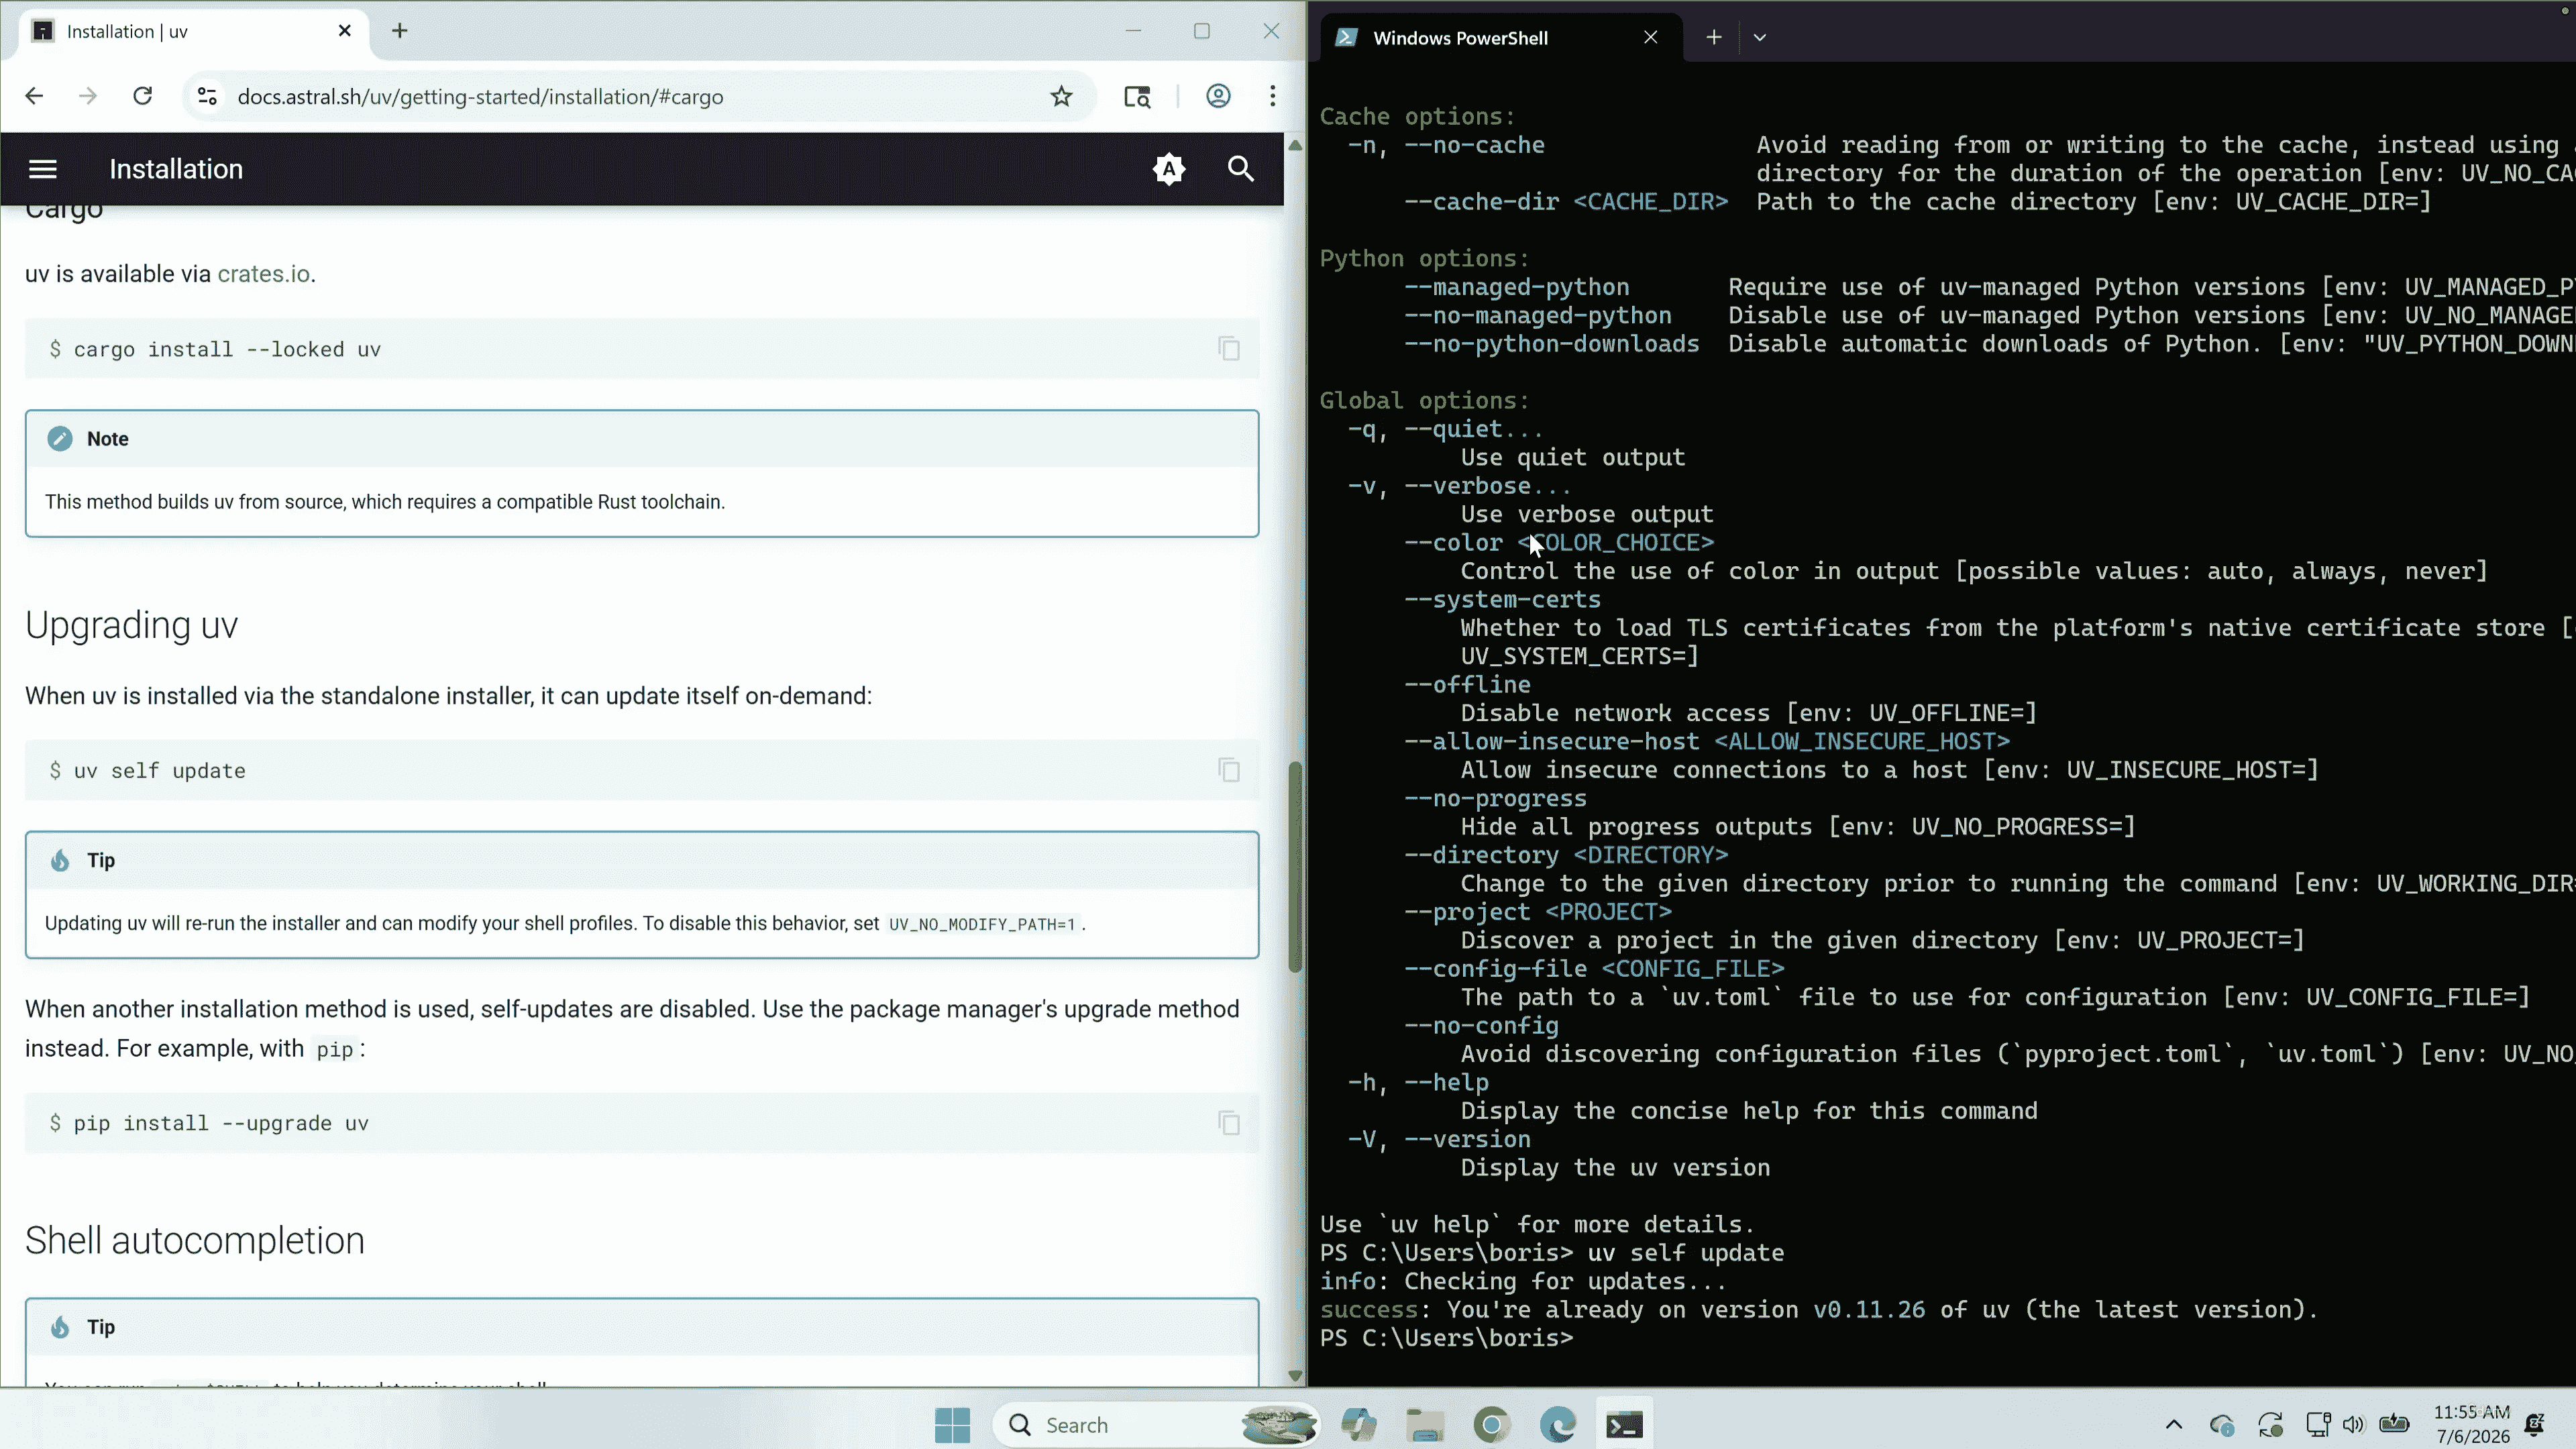 Installation | uv
docs.astral.sh/uv/getting-started/installation/#cargo
Installation
Cargo
uv is available via crates.io.
$ cargo install --locked uv
Note
This method builds uv from source, which requires a compatible Rust toolchain.
Upgrading uv
When uv is installed via the standalone installer, it can update itself on-demand:
$ uv self update
Tip
Updating uv will re-run the installer and can modify your shell profiles. To disable this behavior, set UV_NO_MODIFY_PATH=1 .
When another installation method is used, self-updates are disabled. Use the package manager's upgrade method
instead. For example, with pip :
$ pip install --upgrade uv
Shell autocompletion
Tip
Windows PowerShell
Cache options:
-n, --no-cache Avoid reading from or writing to the cache, instead using
directory for the duration of the operation [env: UV_NO_CA
--cache-dir <CACHE_DIR> Path to the cache directory [env: UV_CACHE_DIR=]
Python options:
--managed-python Require use of uv-managed Python versions [env: UV_MANAGED_P
--no-managed-python Disable use of uv-managed Python versions [env: UV_NO_MANAGE
--no-python-downloads Disable automatic downloads of Python. [env: "UV_PYTHON_DOWN
Global options:
-q, --quiet...
Use quiet output
-v, --verbose...
Use verbose output
--color <COLOR_CHOICE>
Control the use of color in output [possible values: auto, always, never]
--system-certs
Whether to load TLS certificates from the platform's native certificate store [
UV_SYSTEM_CERTS=]
--offline
Disable network access [env: UV_OFFLINE=]
--allow-insecure-host <ALLOW_INSECURE_HOST>
Allow insecure connections to a host [env: UV_INSECURE_HOST=]
--no-progress
Hide all progress outputs [env: UV_NO_PROGRESS=]
--directory <DIRECTORY>
Change to the given directory prior to running the command [env: UV_WORKING_DIR
--project <PROJECT>
Discover a project in the given directory [env: UV_PROJECT=]
--config-file <CONFIG_FILE>
The path to a `uv.toml` file to use for configuration [env: UV_CONFIG_FILE=]
--no-config
Avoid discovering configuration files (`pyproject.toml`, `uv.toml`) [env: UV_NO
-h, --help
Display the concise help for this command
-V, --version
Display the uv version
Use `uv help` for more details.
PS C:\Users\boris> uv self update
info: Checking for updates...
success: You're already on version v0.11.26 of uv (the latest version).
PS C:\Users\boris>
Search
11:55 AM
7/6/2026